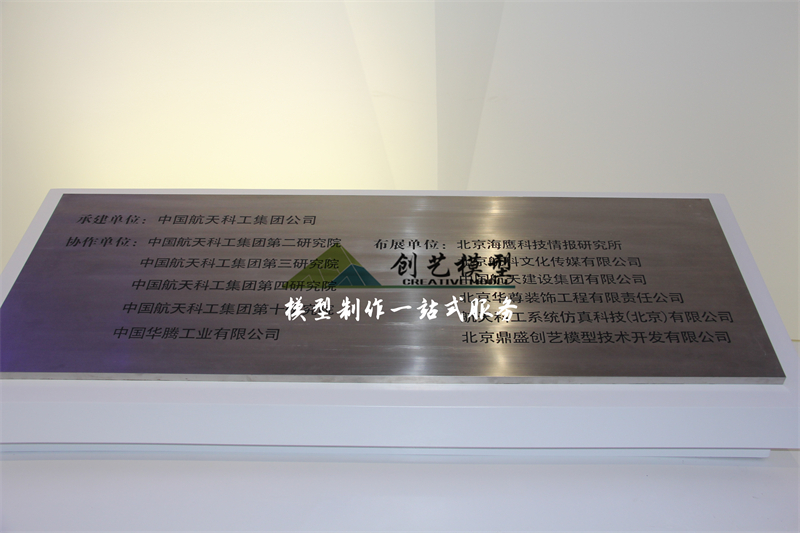 承建单位：中国航天科工集团公司
协作单位：中国航天科工集团第二研究院
中国航天科工集团第三研究院
中国航天科工集团第四研究院
中国航天科工集团第十
中国华腾工业有限公司
布展单位：北京海鹰科技情报研究所
文化传媒有限公司
建设集团有限公司
装饰工程有限责任公司
航天科工系统仿真科技(北京)有限公司
北京鼎盛创艺模型技术开发有限公司
创艺模型
模型制作一站式服务